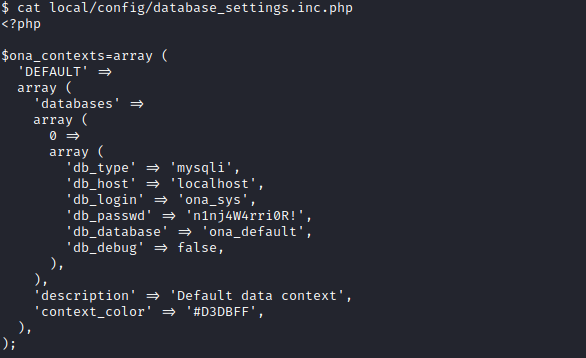 $ cat local/config/database_settings.inc.php
<?php

$ona_contexts=array (
  'DEFAULT' =>
  array (
    'databases' =>
    array (
      0 =>
      array (
        'db_type' => 'mysqli',
        'db_host' => 'localhost',
        'db_login' => 'ona_sys',
        'db_passwd' => 'n1nj4W4rri0R!',
        'db_database' => 'ona_default',
        'db_debug' => false,
      ),
    ),
    'description' => 'Default data context',
    'context_color' => '#D3DBFF',
  ),
);